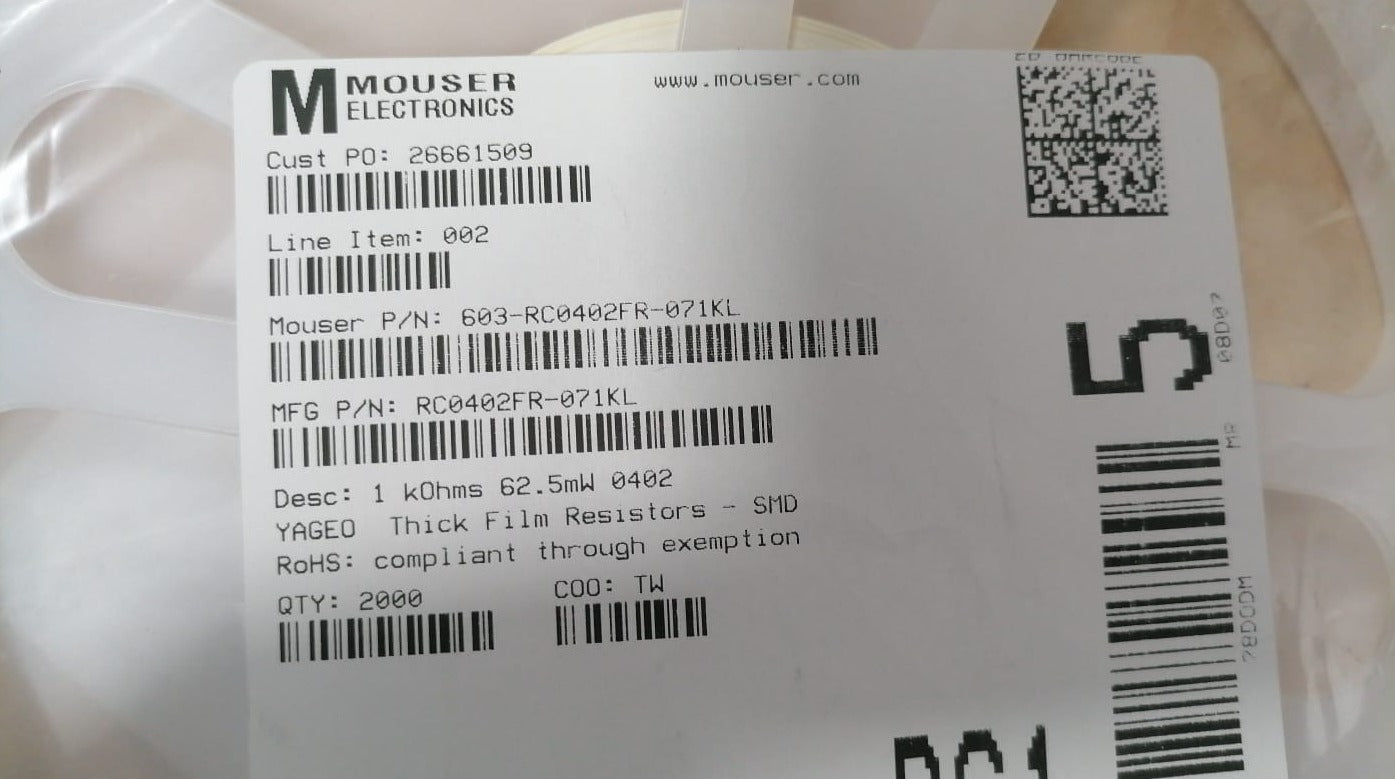 M MOUSER
ELECTRONICS
www.mouser.com
Cust PO: 26661509
Line Item: 002
Mouser P/N: 603-RC0402FR-071KL
MFG P/N: RC0402FR-071KL
Desc: 1 kOhms 62.5mW 0402
YAGEO Thick Film Resistors - SMD
RoHS: compliant through exemption
QTY: 2000
COO: TW
5
08D07
MR